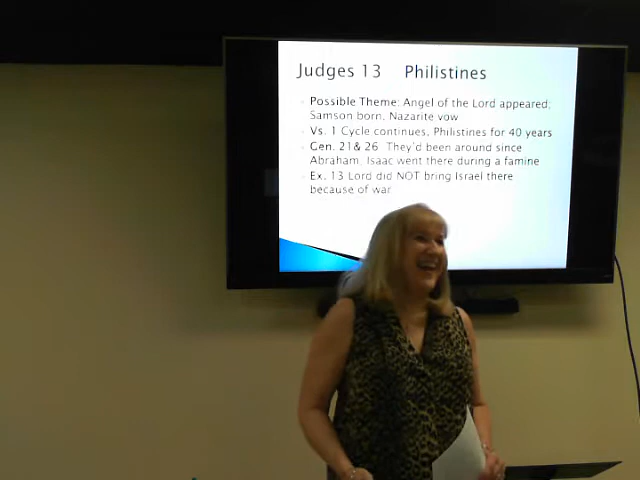 Judges 13 Philistines
Possible Theme: Angel of the Lord appeared;
Samson born, Nazarite vow
Vs. 1 Cycle continues, Philistines for 40 years
Gen. 21& 26 They'd been around since
Abraham, Isaac went there during a famine
Ex. 13 Lord did NOT bring Israel there
because of war